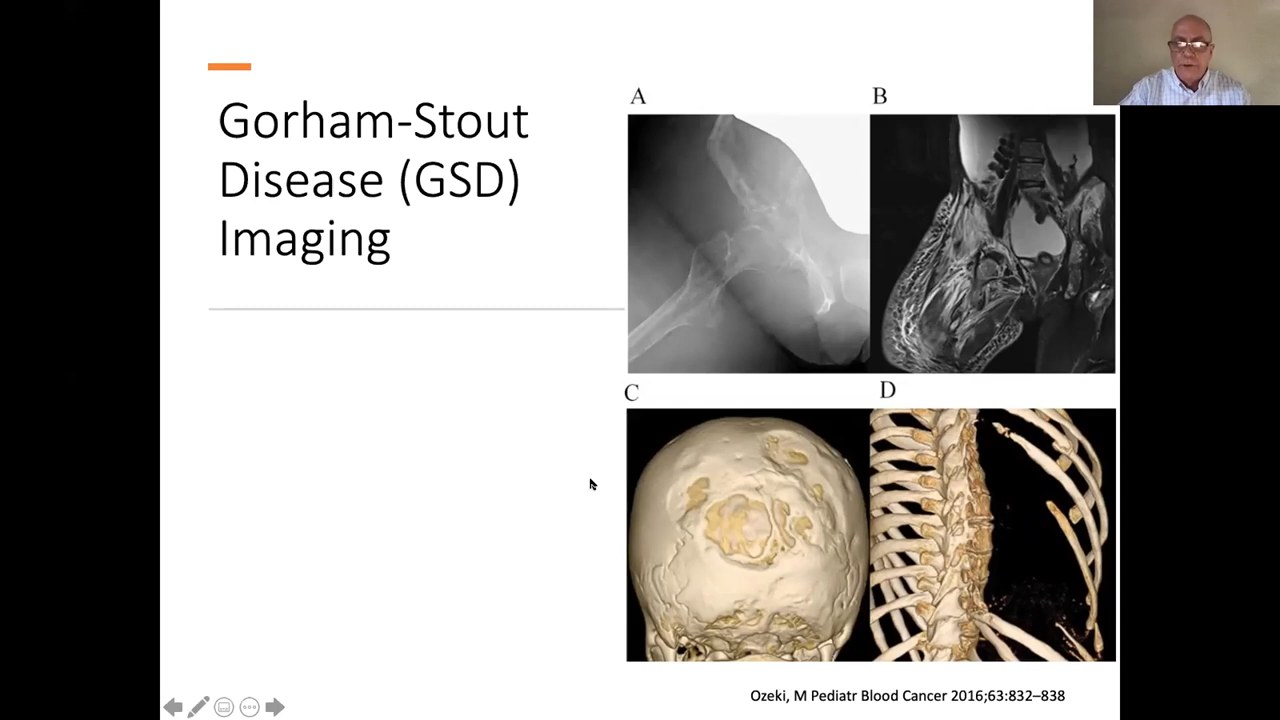 Gorham-Stout
Disease (GSD)
Imaging
A
B
C
D
Ozeki, M Pediatr Blood Cancer 2016;63:832–838